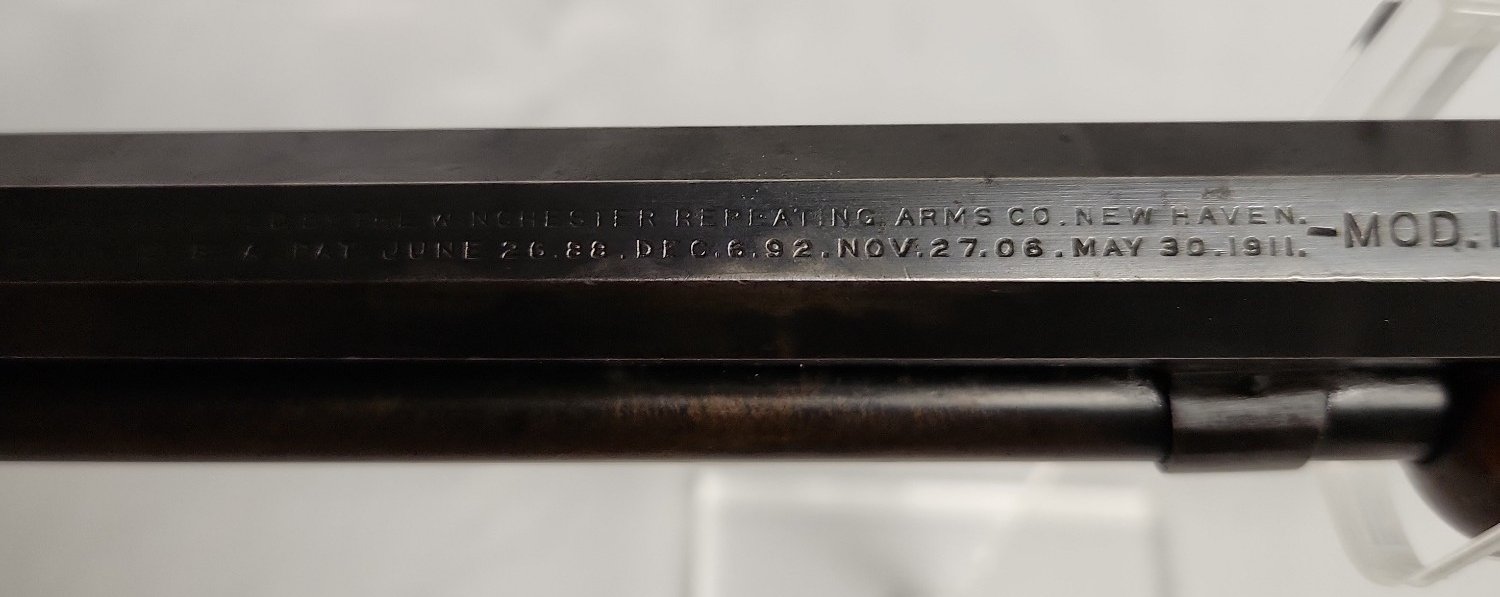 THE WINCHESTER REPEATING ARMS CO. NEW HAVEN.
PAT JUNE 26.88. DEC.6.92. NOV.27.06. MAY 30.1911.
-MOD.